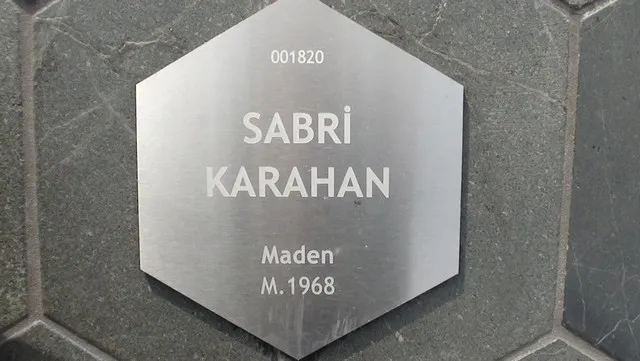 001820
SABRİ
KARAHAN
Maden
M.1968